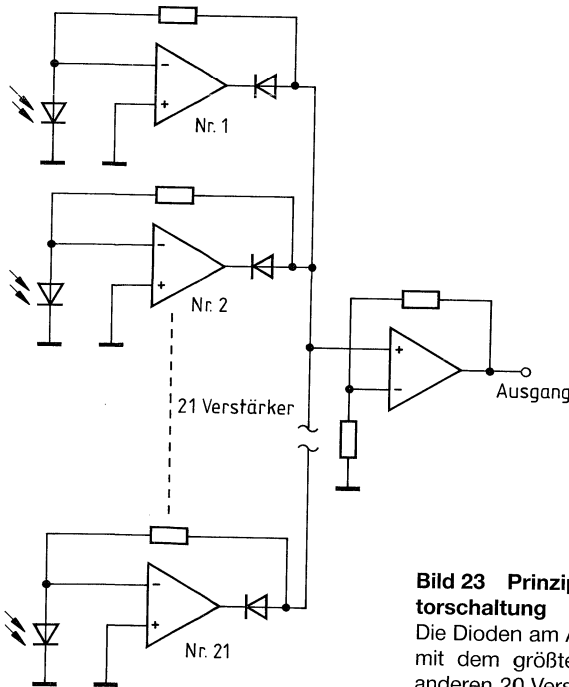 −
+
Nr. 1
−
+
Nr. 2
21 Verstärker
+
−
Ausgang
−
+
Nr. 21
Bild 23 Prinzip
torschaltung
Die Dioden am A
mit dem größte
anderen 20 Vers